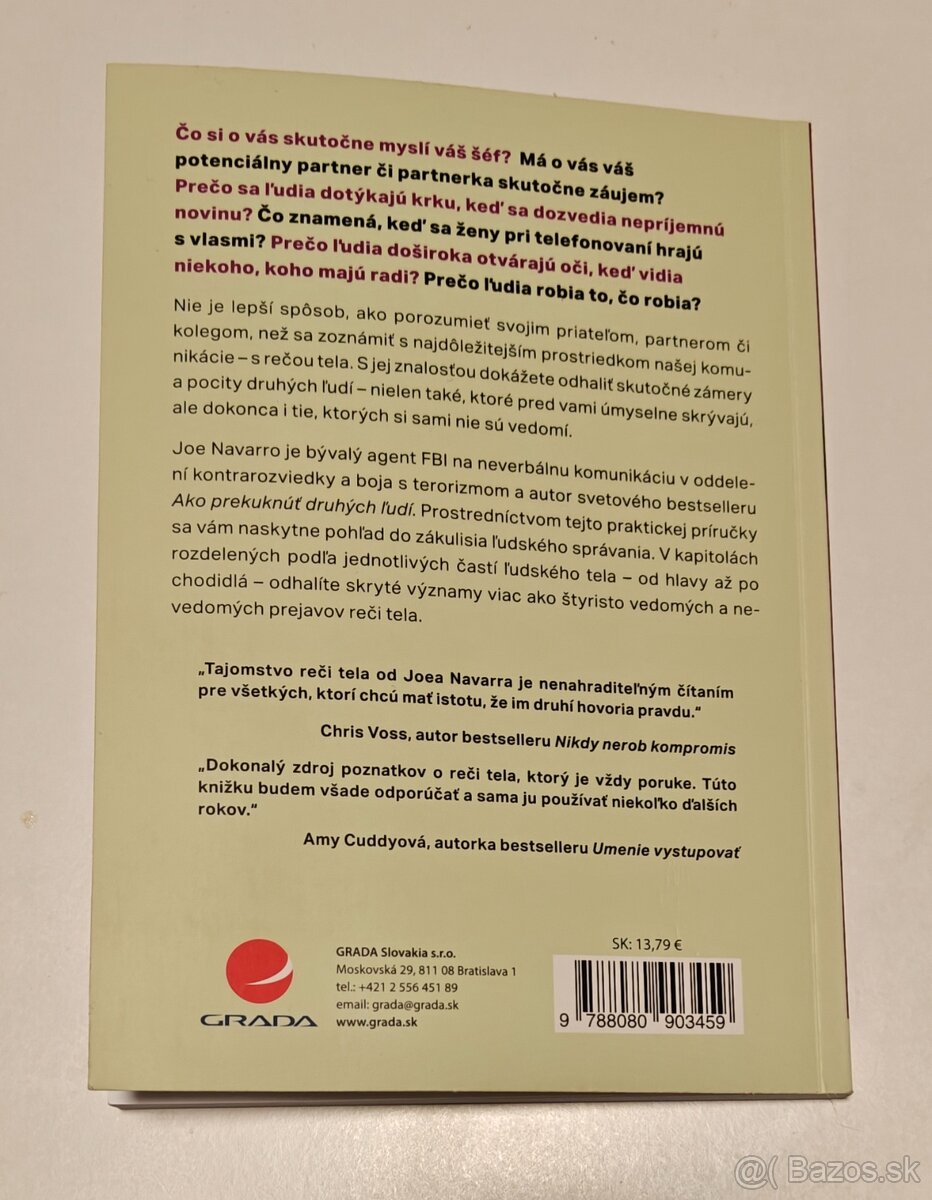 Čo si o vás skutočne myslí váš šéf? Má o vás váš
potenciálny partner či partnerka skutočne záujem?
Prečo sa ľudia dotýkajú krku, keď sa dozvedia nepríjemnú
novinu? Čo znamená, keď sa ženy pri telefonovaní hrajú
s vlasmi? Prečo ľudia doširoka otvárajú oči, keď vidia
niekoho, koho majú radi? Prečo ľudia robia to, čo robia?
Nie je lepší spôsob, ako porozumieť svojim priateľom, partnerom či
kolegom, než sa zoznámiť s najdôležitejším prostriedkom našej komu-
nikácie – s rečou tela. S jej znalosťou dokážete odhaliť skutočné zámery
a pocity druhých ľudí – nielen také, ktoré pred vami úmyselne skrývajú,
ale dokonca i tie, ktorých si sami nie sú vedomí.
Joe Navarro je bývalý agent FBI na neverbálnu komunikáciu v oddele-
ní kontrarozviedky a boja s terorizmom a autor svetového bestselleru
Ako prekuknúť druhých ľudí. Prostredníctvom tejto praktickej príručky
sa vám naskytne pohľad do zákulisia ľudského správania. V kapitolách
rozdelených podľa jednotlivých častí ľudského tela – od hlavy až po
chodidlá – odhalíte skryté významy viac ako štyristo vedomých a ne-
vedomých prejavov reči tela.
„Tajomstvo reči tela od Joea Navarra je nenahraditeľným čítaním
pre všetkých, ktorí chcú mať istotu, že im druhí hovoria pravdu.“
Chris Voss, autor bestselleru Nikdy nerob kompromis
„Dokonalý zdroj poznatkov o reči tela, ktorý je vždy poruke. Túto
knižku budem všade odporúčať a sama ju používať niekoľko ďalších
rokov.“
Amy Cuddyová, autorka bestselleru Umenie vystupovať
GRADA
GRADA Slovakia s.r.o.
Moskovská 29, 811 08 Bratislava 1
tel.: +421 2 556 451 89
email: grada@grada.sk
www.grada.sk
SK: 13,79 €
9 788080 903459
@( Bazos.sk